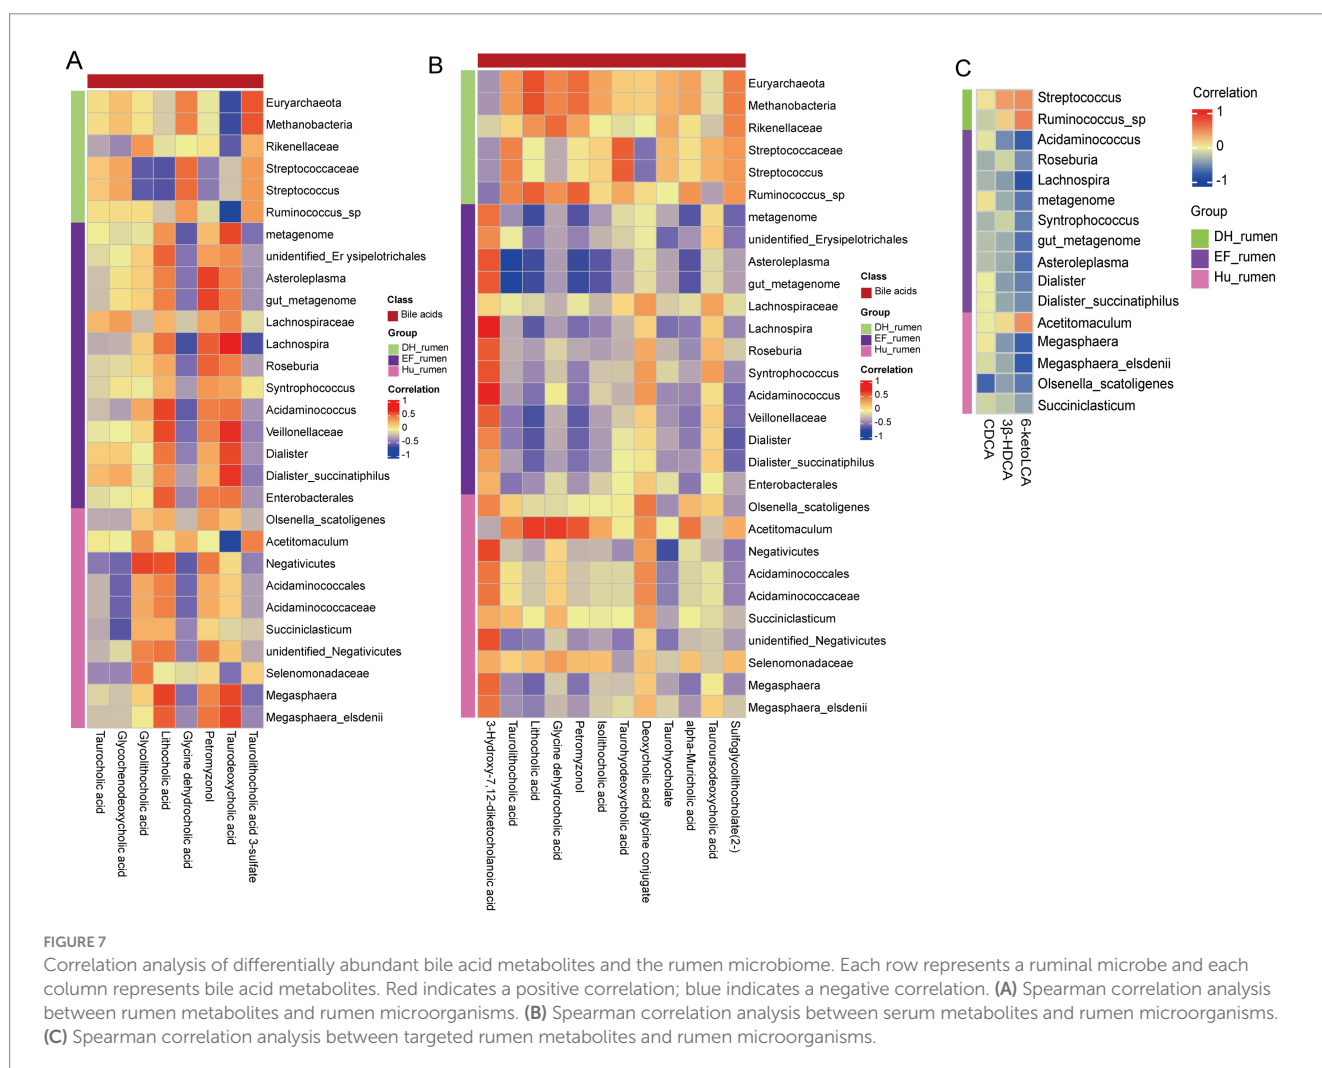 A
Euryarchaeota
Methanobacteria
Rikenellaceae
Streptococcaceae
Streptococcus
Ruminococcus_sp
metagenome
unidentified_Er ysipelotrichales
Asteroleplasma
gut_metagenome
Lachnospiraceae
Lachnospira
Roseburia
Syntrophococcus
Acidaminococcus
Veillonellaceae
Dialister
Dialister_succinatiphilus
Enterobacterales
Olsenella_scatoligenes
Acetitomaculum
Negativicutes
Acidaminococcales
Acidaminococcaceae
Succiniclasticum
unidentified_Negativicutes
Selenomonadaceae
Megasphaera
Megasphaera_elsdenii
Taurocholic acid
Glycochenodeoxycholic acid
Glycolithocholic acid
Lithocholic acid
Glycine dehydrocholic acid
Petromyzonol
Taurodeoxycholic acid
Taurolithocholic acid 3-sulfate
Class
Bile acids
Group
DH_rumen
EF_rumen
Hu_rumen
Correlation
1
0.5
0
-0.5
-1
B
Euryarchaeota
Methanobacteria
Rikenellaceae
Streptococcaceae
Streptococcus
Ruminococcus_sp
metagenome
unidentified_Erysipelotrichales
Asteroleplasma
gut_metagenome
Lachnospiraceae
Lachnospira
Roseburia
Syntrophococcus
Acidaminococcus
Veillonellaceae
Dialister
Dialister_succinatiphilus
Enterobacterales
Olsenella_scatoligenes
Acetitomaculum
Negativicutes
Acidaminococcales
Acidaminococcaceae
Succiniclasticum
unidentified_Negativicutes
Selenomonadaceae
Megasphaera
Megasphaera_elsdenii
3-Hydroxy-7,12-diketocholanoic acid
Taurolithocholic acid
Lithocholic acid
Glycine dehydrocholic acid
Petromyzonol
Isolithocholic acid
Taurohyodeoxycholic acid
Deoxycholic acid glycine conjugate
Taurohyocholate
alpha-Muricholic acid
Tauroursodeoxycholic acid
Sulfoglycolithocholate(2-)
Class
Bile acids
Group
DH_rumen
EF_rumen
Hu_rumen
Correlation
1
0.5
0
-0.5
-1
C
Streptococcus
Ruminococcus_sp
Acidaminococcus
Roseburia
Lachnospira
metagenome
Syntrophococcus
gut_metagenome
Asteroleplasma
Dialister
Dialister_succinatiphilus
Acetitomaculum
Megasphaera
Megasphaera_elsdenii
Olsenella_scatoligenes
Succiniclasticum
CDCA
3β-HDCA
6-ketoLCA
Correlation
1
0
-1
Group
DH_rumen
EF_rumen
Hu_rumen
FIGURE 7
Correlation analysis of differentially abundant bile acid metabolites and the rumen microbiome. Each row represents a ruminal microbe and each
column represents bile acid metabolites. Red indicates a positive correlation; blue indicates a negative correlation. (A) Spearman correlation analysis
between rumen metabolites and rumen microorganisms. (B) Spearman correlation analysis between serum metabolites and rumen microorganisms.
(C) Spearman correlation analysis between targeted rumen metabolites and rumen microorganisms.